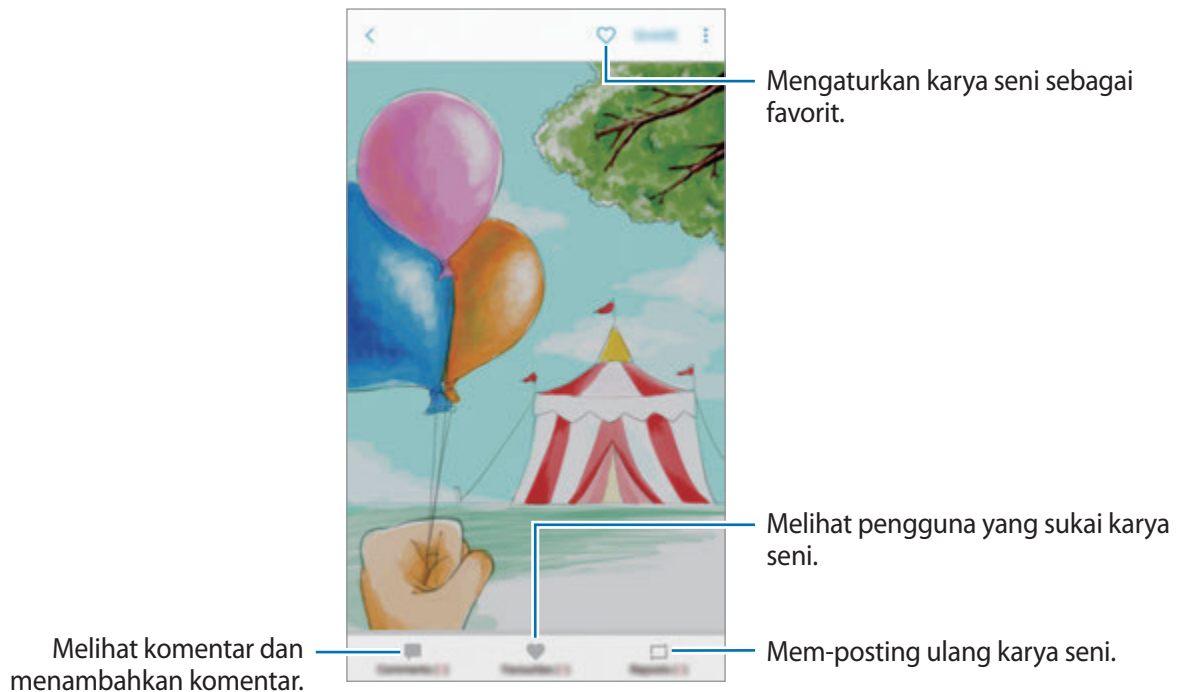 Mengaturkan karya seni sebagai
favorit.
Melihat pengguna yang sukai karya
seni.
Melihat komentar dan
menambahkan komentar.
Mem-posting ulang karya seni.